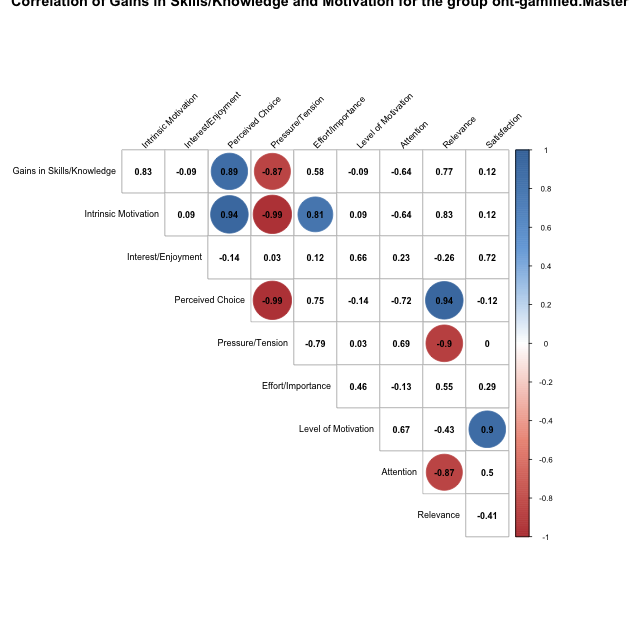 Correlation of Gains in Skills/Knowledge and Motivation for the group ont-gamified.Master
Intrinsic Motivation
Interest/Enjoyment
Perceived Choice
Pressure/Tension
Effort/Importance
Level of Motivation
Attention
Relevance
Satisfaction
Gains in Skills/Knowledge 0.83 -0.09 0.89 -0.87 0.58 -0.09 -0.64 0.77 0.12
Intrinsic Motivation 0.09 0.94 -0.99 0.81 0.09 -0.64 0.83 0.12
Interest/Enjoyment -0.14 0.03 0.12 0.66 0.23 -0.26 0.72
Perceived Choice -0.99 0.75 -0.14 -0.72 0.94 -0.12
Pressure/Tension -0.79 0.03 0.69 -0.9 0
Effort/Importance 0.46 -0.13 0.55 0.29
Level of Motivation 0.67 -0.43 0.9
Attention -0.87 0.5
Relevance -0.41
1
0.8
0.6
0.4
0.2
0
-0.2
-0.4
-0.6
-0.8
-1